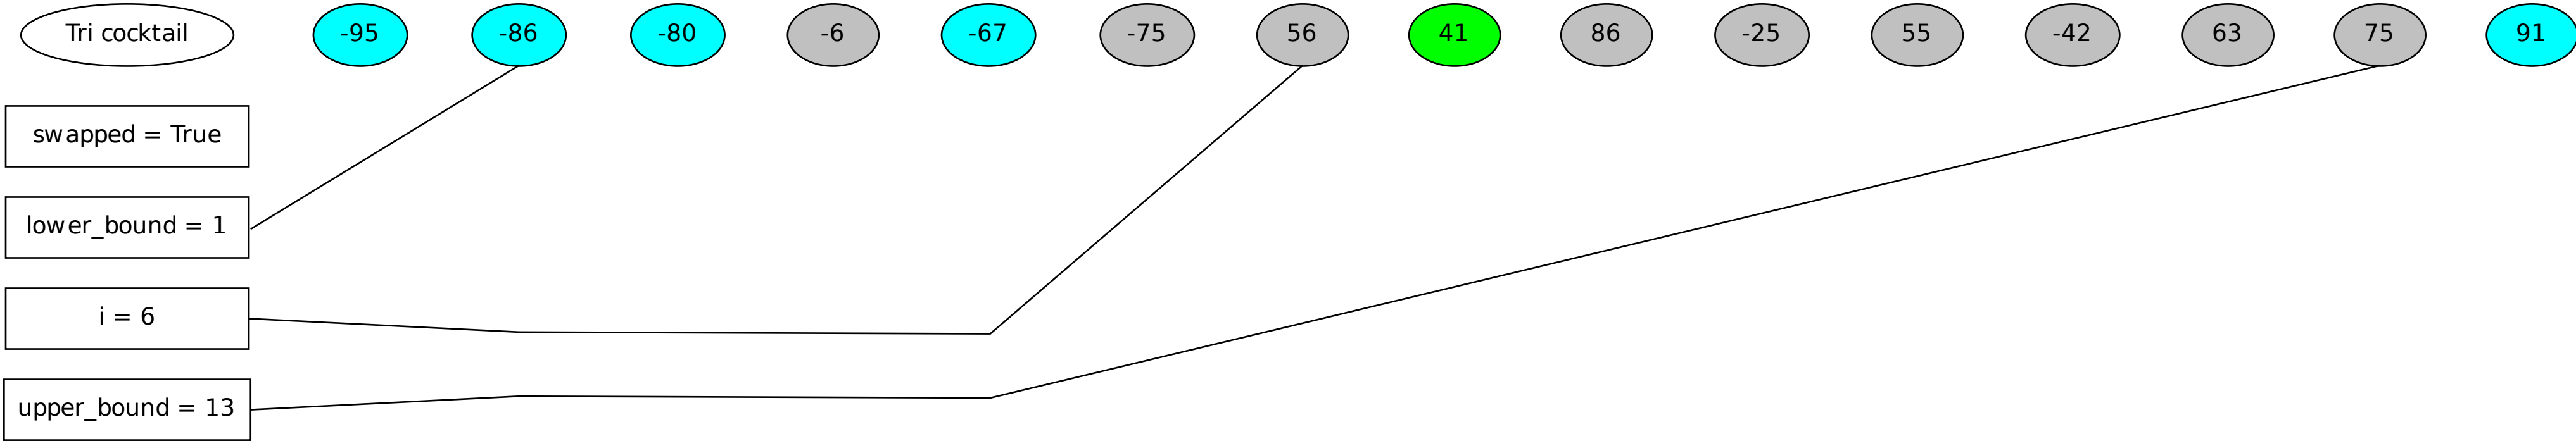 Tri cocktail -95 -86 -80 -6 -67 -75 56 41 86 -25 55 -42 63 75 91
swapped = True
lower_bound = 1
i = 6
upper_bound = 13